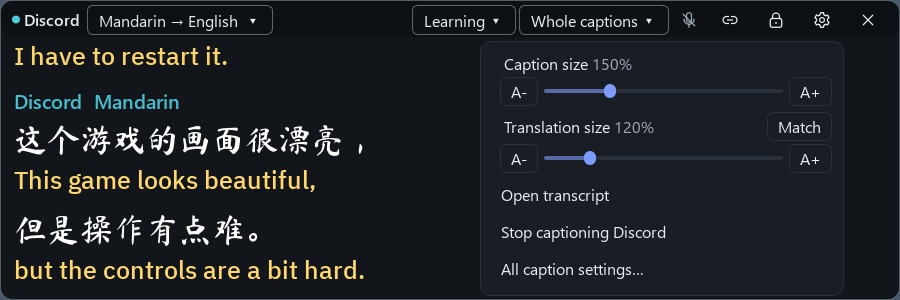 Discord Mandarin → English ▾ Learning ▾ Whole captions ▾
I have to restart it.
Discord Mandarin
这个游戏的画面很漂亮，
This game looks beautiful,
但是操作有点难。
but the controls are a bit hard.
Caption size 150%
A- A+
Translation size 120% Match
A- A+
Open transcript
Stop captioning Discord
All caption settings...